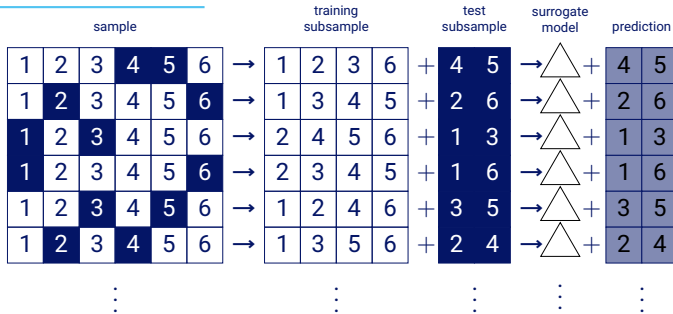 sample training subsample test subsample surrogate model prediction
1 2 3 4 5 6 → 1 2 3 6 + 4 5 → + 4 5
1 2 3 4 5 6 → 1 3 4 5 + 2 6 → + 2 6
1 2 3 4 5 6 → 2 4 5 6 + 1 3 → + 1 3
1 2 3 4 5 6 → 2 3 4 5 + 1 6 → + 1 6
1 2 3 4 5 6 → 1 2 4 6 + 3 5 → + 3 5
1 2 3 4 5 6 → 1 3 5 6 + 2 4 → + 2 4
⋮ ⋮ ⋮ ⋮ ⋮